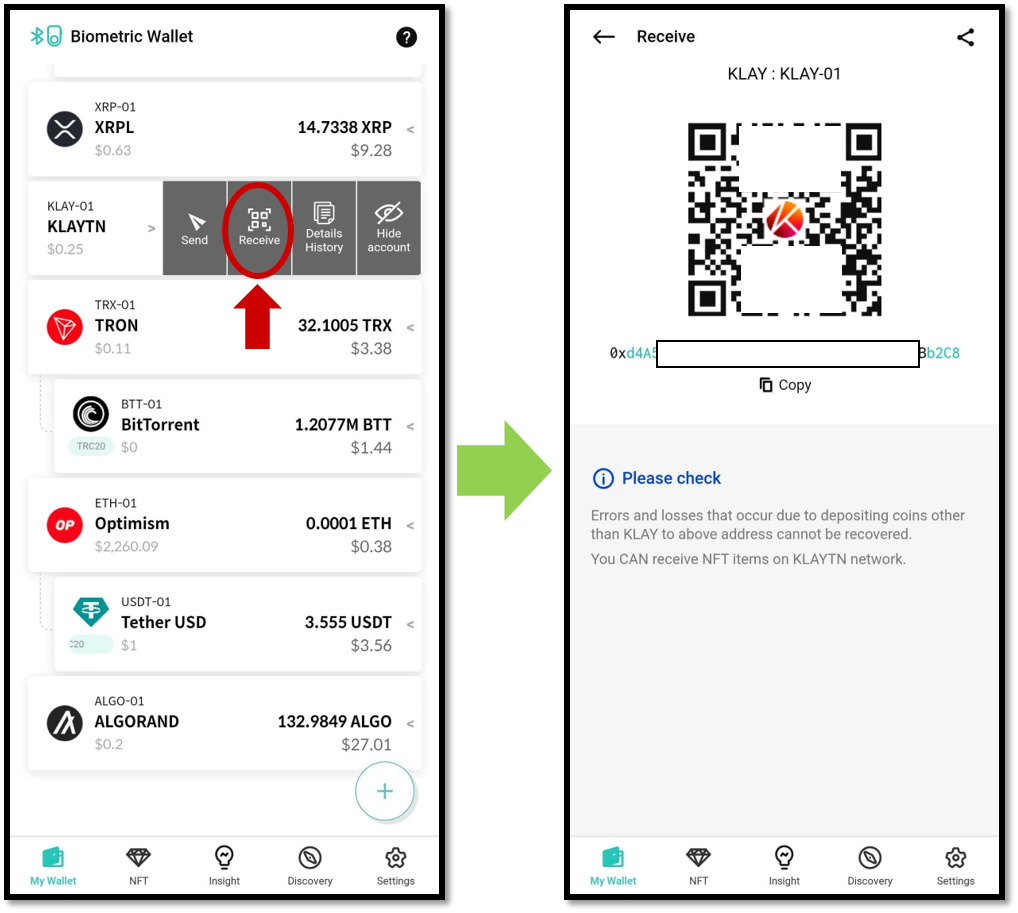 Biometric Wallet
?
XRP-01
XRPL
14.7338 XRP
<
$0.63
$9.28
KLAY-01
KLAYTN
>
$0.25
Send
Receive
Details
History
Hide
account
TRX-01
TRON
32.1005 TRX
<
$0.11
$3.38
BTT-01
BitTorrent
1.2077M BTT
<
TRC20
$0
$1.44
ETH-01
OP
Optimism
0.0001 ETH
<
$2,260.09
$0.38
USDT-01
Tether USD
3.555 USDT
<
C20
$1
$3.56
ALGO-01
ALGORAND
132.9849 ALGO
<
$0.2
$27.01
+
My Wallet
NFT
Insight
Discovery
Settings
Receive
KLAY : KLAY-01
0xd4A5
Bb2C8
Copy
Please check
Errors and losses that occur due to depositing coins other
than KLAY to above address cannot be recovered.
You CAN receive NFT items on KLAYTN network.
My Wallet
NFT
Insight
Discovery
Settings